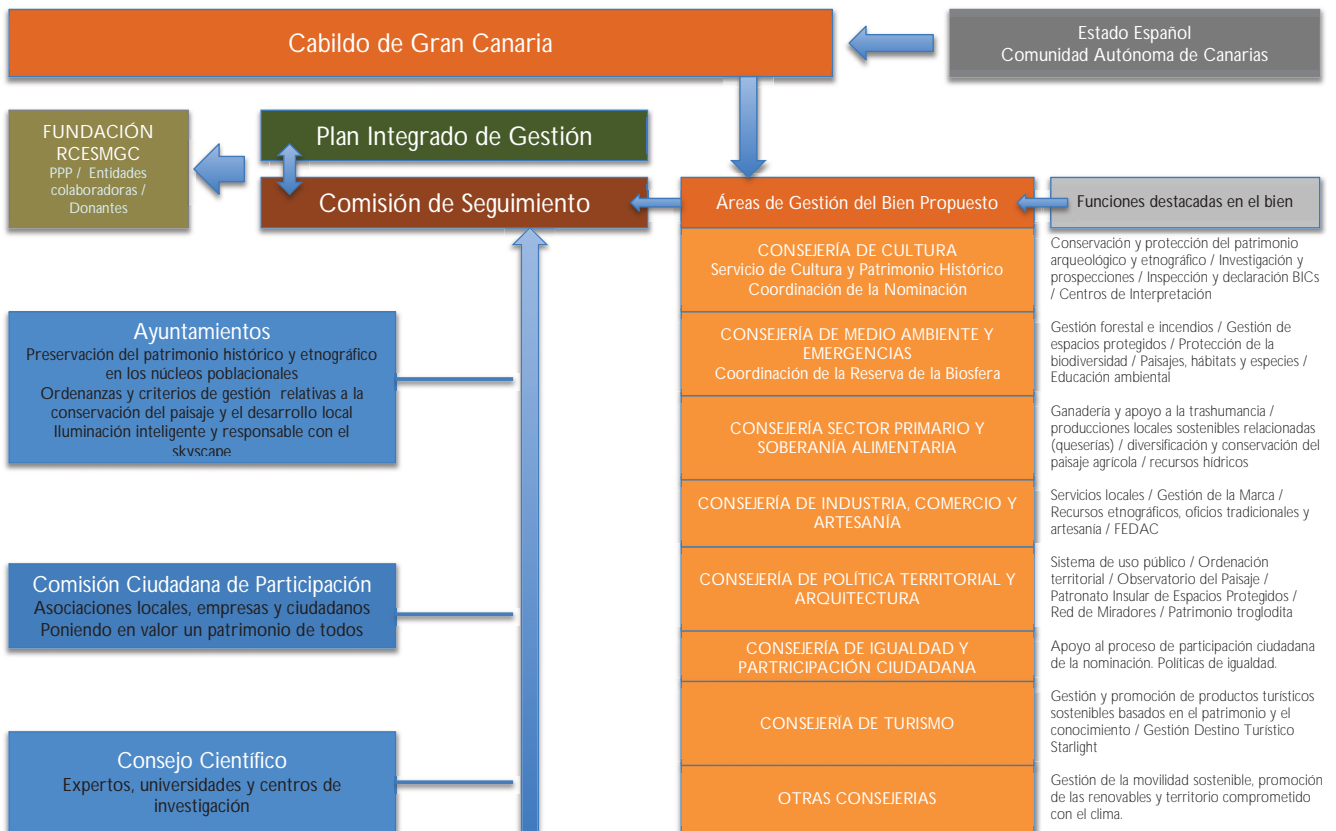 Cabildo de Gran Canaria
Estado Español
Comunidad Autónoma de Canarias
FUNDACIÓN
RCESMGC
PPP / Entidades
colaboradoras /
Donantes
Plan Integrado de Gestión
Comisión de Seguimiento
Áreas de Gestión del Bien Propuesto
Funciones destacadas en el bien
CONSEJERÍA DE CULTURA
Servicio de Cultura y Patrimonio Histórico
Coordinación de la Nominación
Conservación y protección del patrimonio
arqueológico y etnográfico / Investigación y
prospecciones / Inspección y declaración BICs
/ Centros de Interpretación
Ayuntamientos
Preservación del patrimonio histórico y etnográfico
en los núcleos poblacionales
Ordenanzas y criterios de gestión relativas a la
conservación del paisaje y el desarrollo local
Iluminación inteligente y responsable con el
skyscape
CONSEJERÍA DE MEDIO AMBIENTE Y
EMERGENCIAS
Coordinación de la Reserva de la Biosfera
Gestión forestal e incendios / Gestión de
espacios protegidos / Protección de la
biodiversidad / Paisajes, hábitats y especies /
Educación ambiental
CONSEJERÍA SECTOR PRIMARIO Y
SOBERANÍA ALIMENTARIA
Ganadería y apoyo a la trashumancia /
producciones locales sostenibles relacionadas
(queserías) / diversificación y conservación del
paisaje agrícola / recursos hídricos
CONSEJERÍA DE INDUSTRIA, COMERCIO Y
ARTESANÍA
Servicios locales / Gestión de la Marca /
Recursos etnográficos, oficios tradicionales y
artesanía / FEDAC
Comisión Ciudadana de Participación
Asociaciones locales, empresas y ciudadanos
Poniendo en valor un patrimonio de todos
CONSEJERÍA DE POLÍTICA TERRITORIAL Y
ARQUITECTURA
Sistema de uso público / Ordenación
territorial / Observatorio del Paisaje /
Patronato Insular de Espacios Protegidos /
Red de Miradores / Patrimonio troglodita
CONSEJERÍA DE IGUALDAD Y
PARTRICIPACIÓN CIUDADANA
Apoyo al proceso de participación ciudadana
de la nominación. Políticas de igualdad.
CONSEJERÍA DE TURISMO
Gestión y promoción de productos turísticos
sostenibles basados en el patrimonio y el
conocimiento / Gestión Destino Turístico
Starlight
Consejo Científico
Expertos, universidades y centros de
investigación
OTRAS CONSEJERIAS
Gestión de la movilidad sostenible, promoción
de las renovables y territorio comprometido
con el clima.